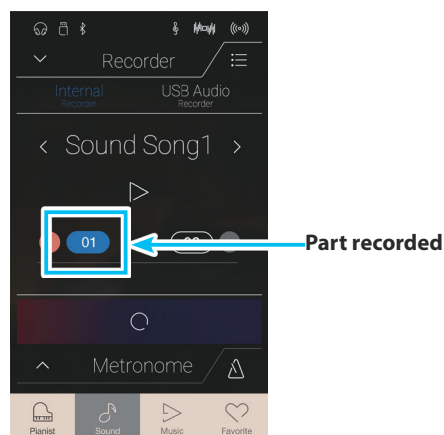 Recorder
Internal
Recorder
USB Audio
Recorder
Sound Song1
01
Part recorded
Metronome
Pianist
Sound
Music
Favorite